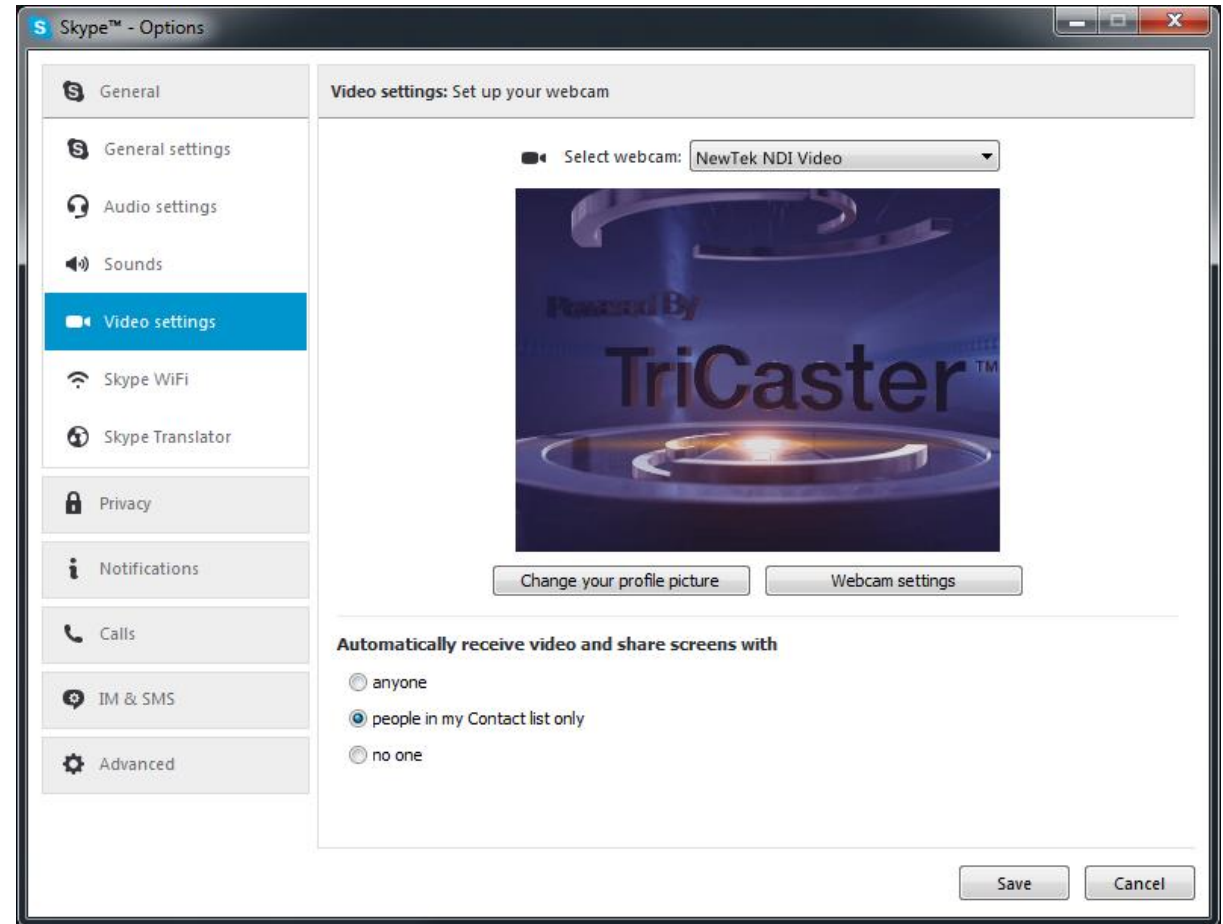 Skype™ - Options
General
General settings
Audio settings
Sounds
Video settings
Skype WiFi
Skype Translator
Privacy
Notifications
Calls
IM & SMS
Advanced
Video settings: Set up your webcam
Select webcam: NewTek NDI Video
Powered By
TriCaster™
Change your profile picture Webcam settings
Automatically receive video and share screens with
anyone
people in my Contact list only
no one
Save Cancel